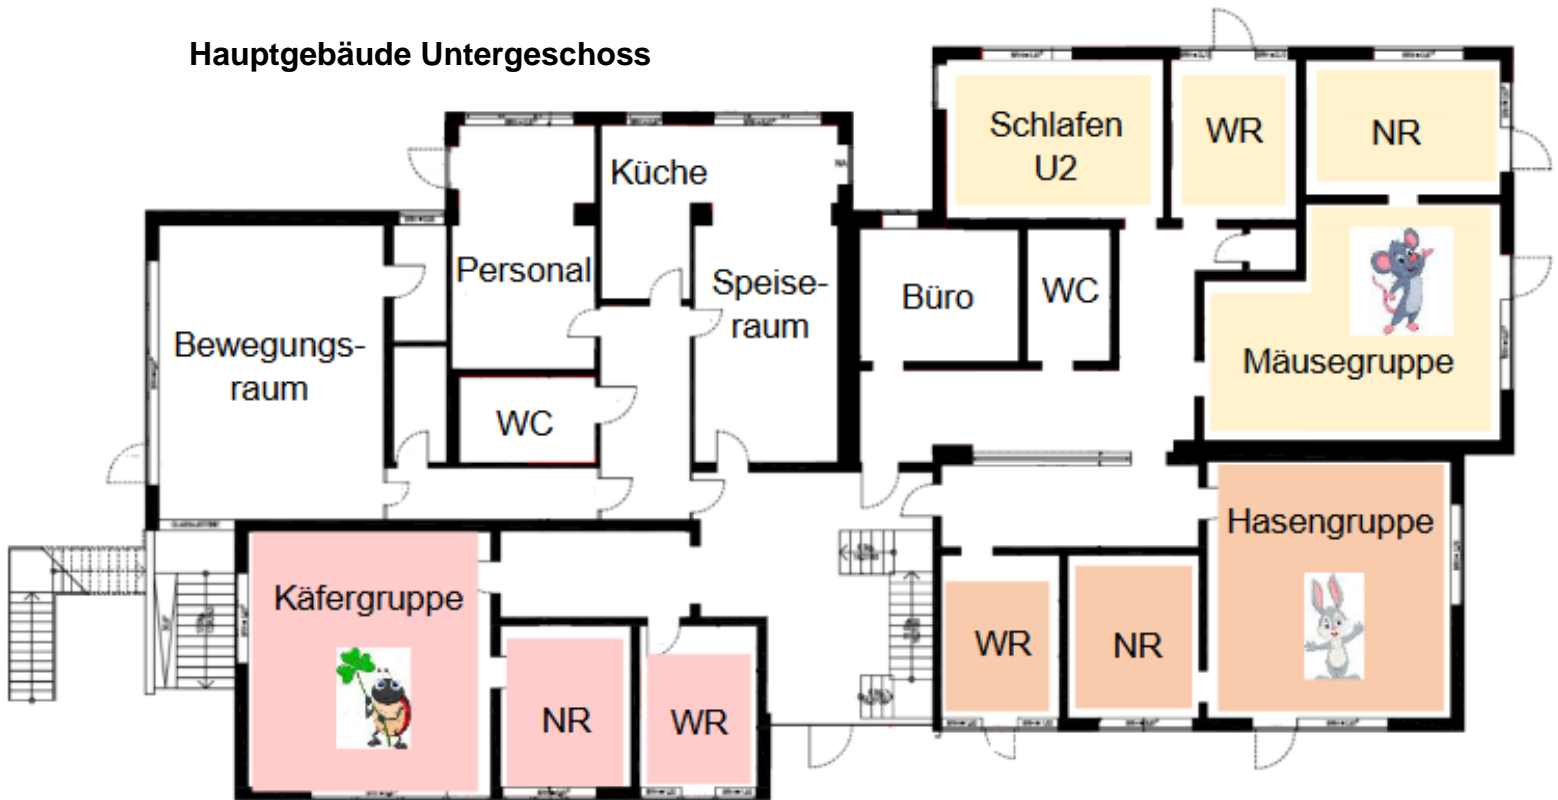 Hauptgebäude Untergeschoss
Schlafen
U2
WR
NR
Küche
Personal
Speise-
raum
Büro
WC
Bewegungs-
raum
Mäusegruppe
WC
Hasengruppe
Käfergruppe
WR
NR
NR
WR